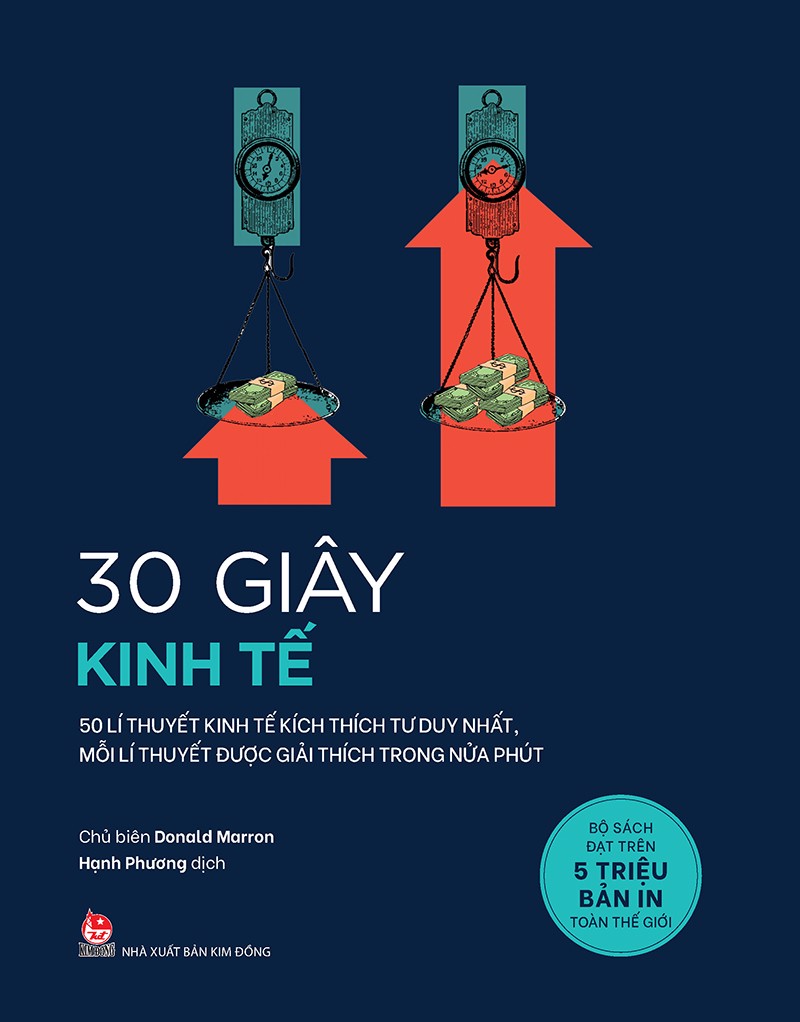 30 GIÂY
KINH TẾ
50 LÍ THUYẾT KINH TẾ KÍCH THÍCH TƯ DUY NHẤT,
MỖI LÍ THUYẾT ĐƯỢC GIẢI THÍCH TRONG NỬA PHÚT
Chủ biên Donald Marron
Hạnh Phương dịch
BỘ SÁCH
ĐẠT TRÊN
5 TRIỆU
BẢN IN
TOÀN THẾ GIỚI
KIM ĐỒNG
NHÀ XUẤT BẢN KIM ĐỒNG